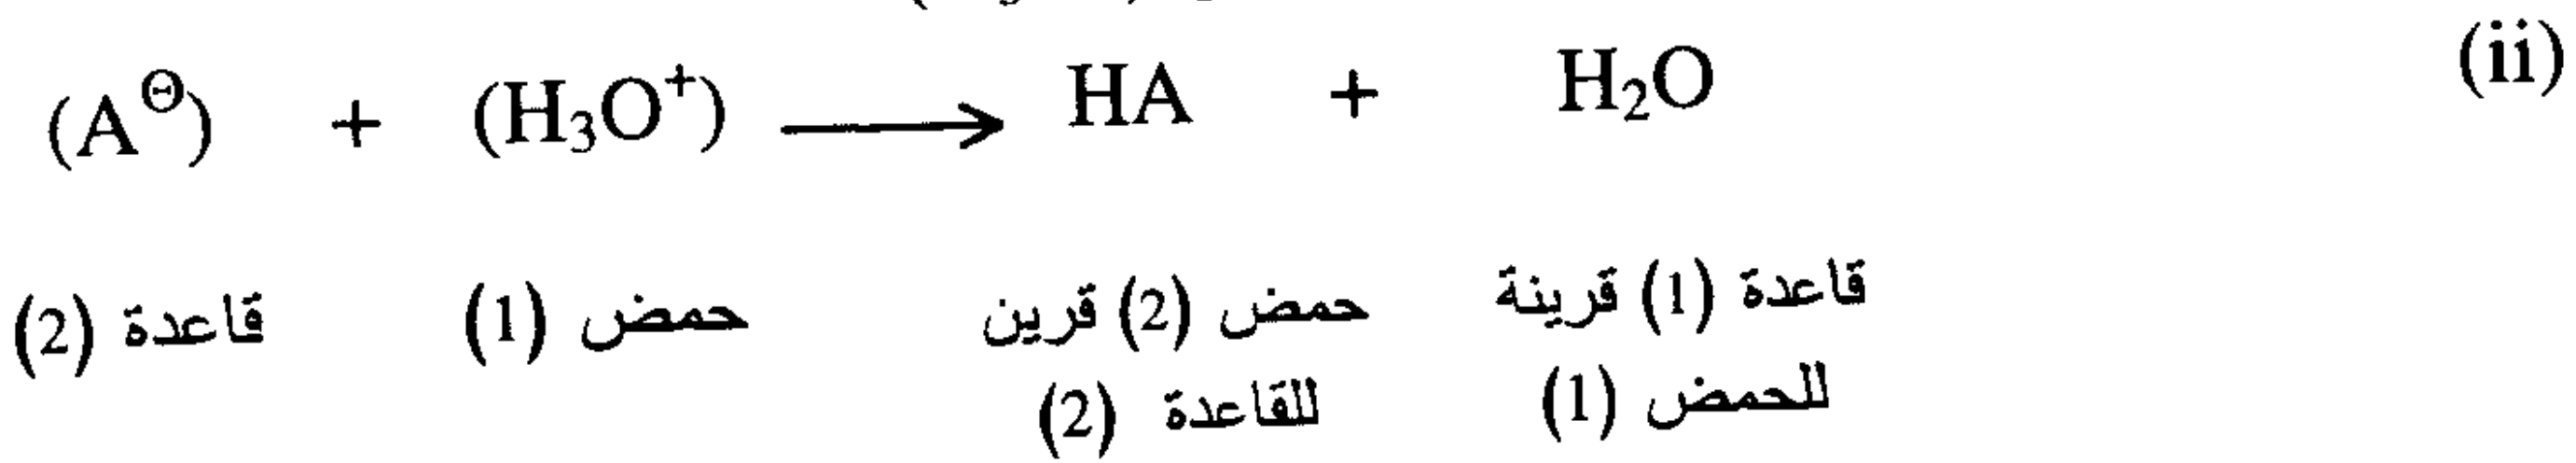 (A⊖) + (H₃O⁺) ⟶ HA + H₂O (ii)
قاعدة (2) حمض (1) حمض (2) قرين قاعدة (1) قرينة
للقاعدة (2) للحمض (1)